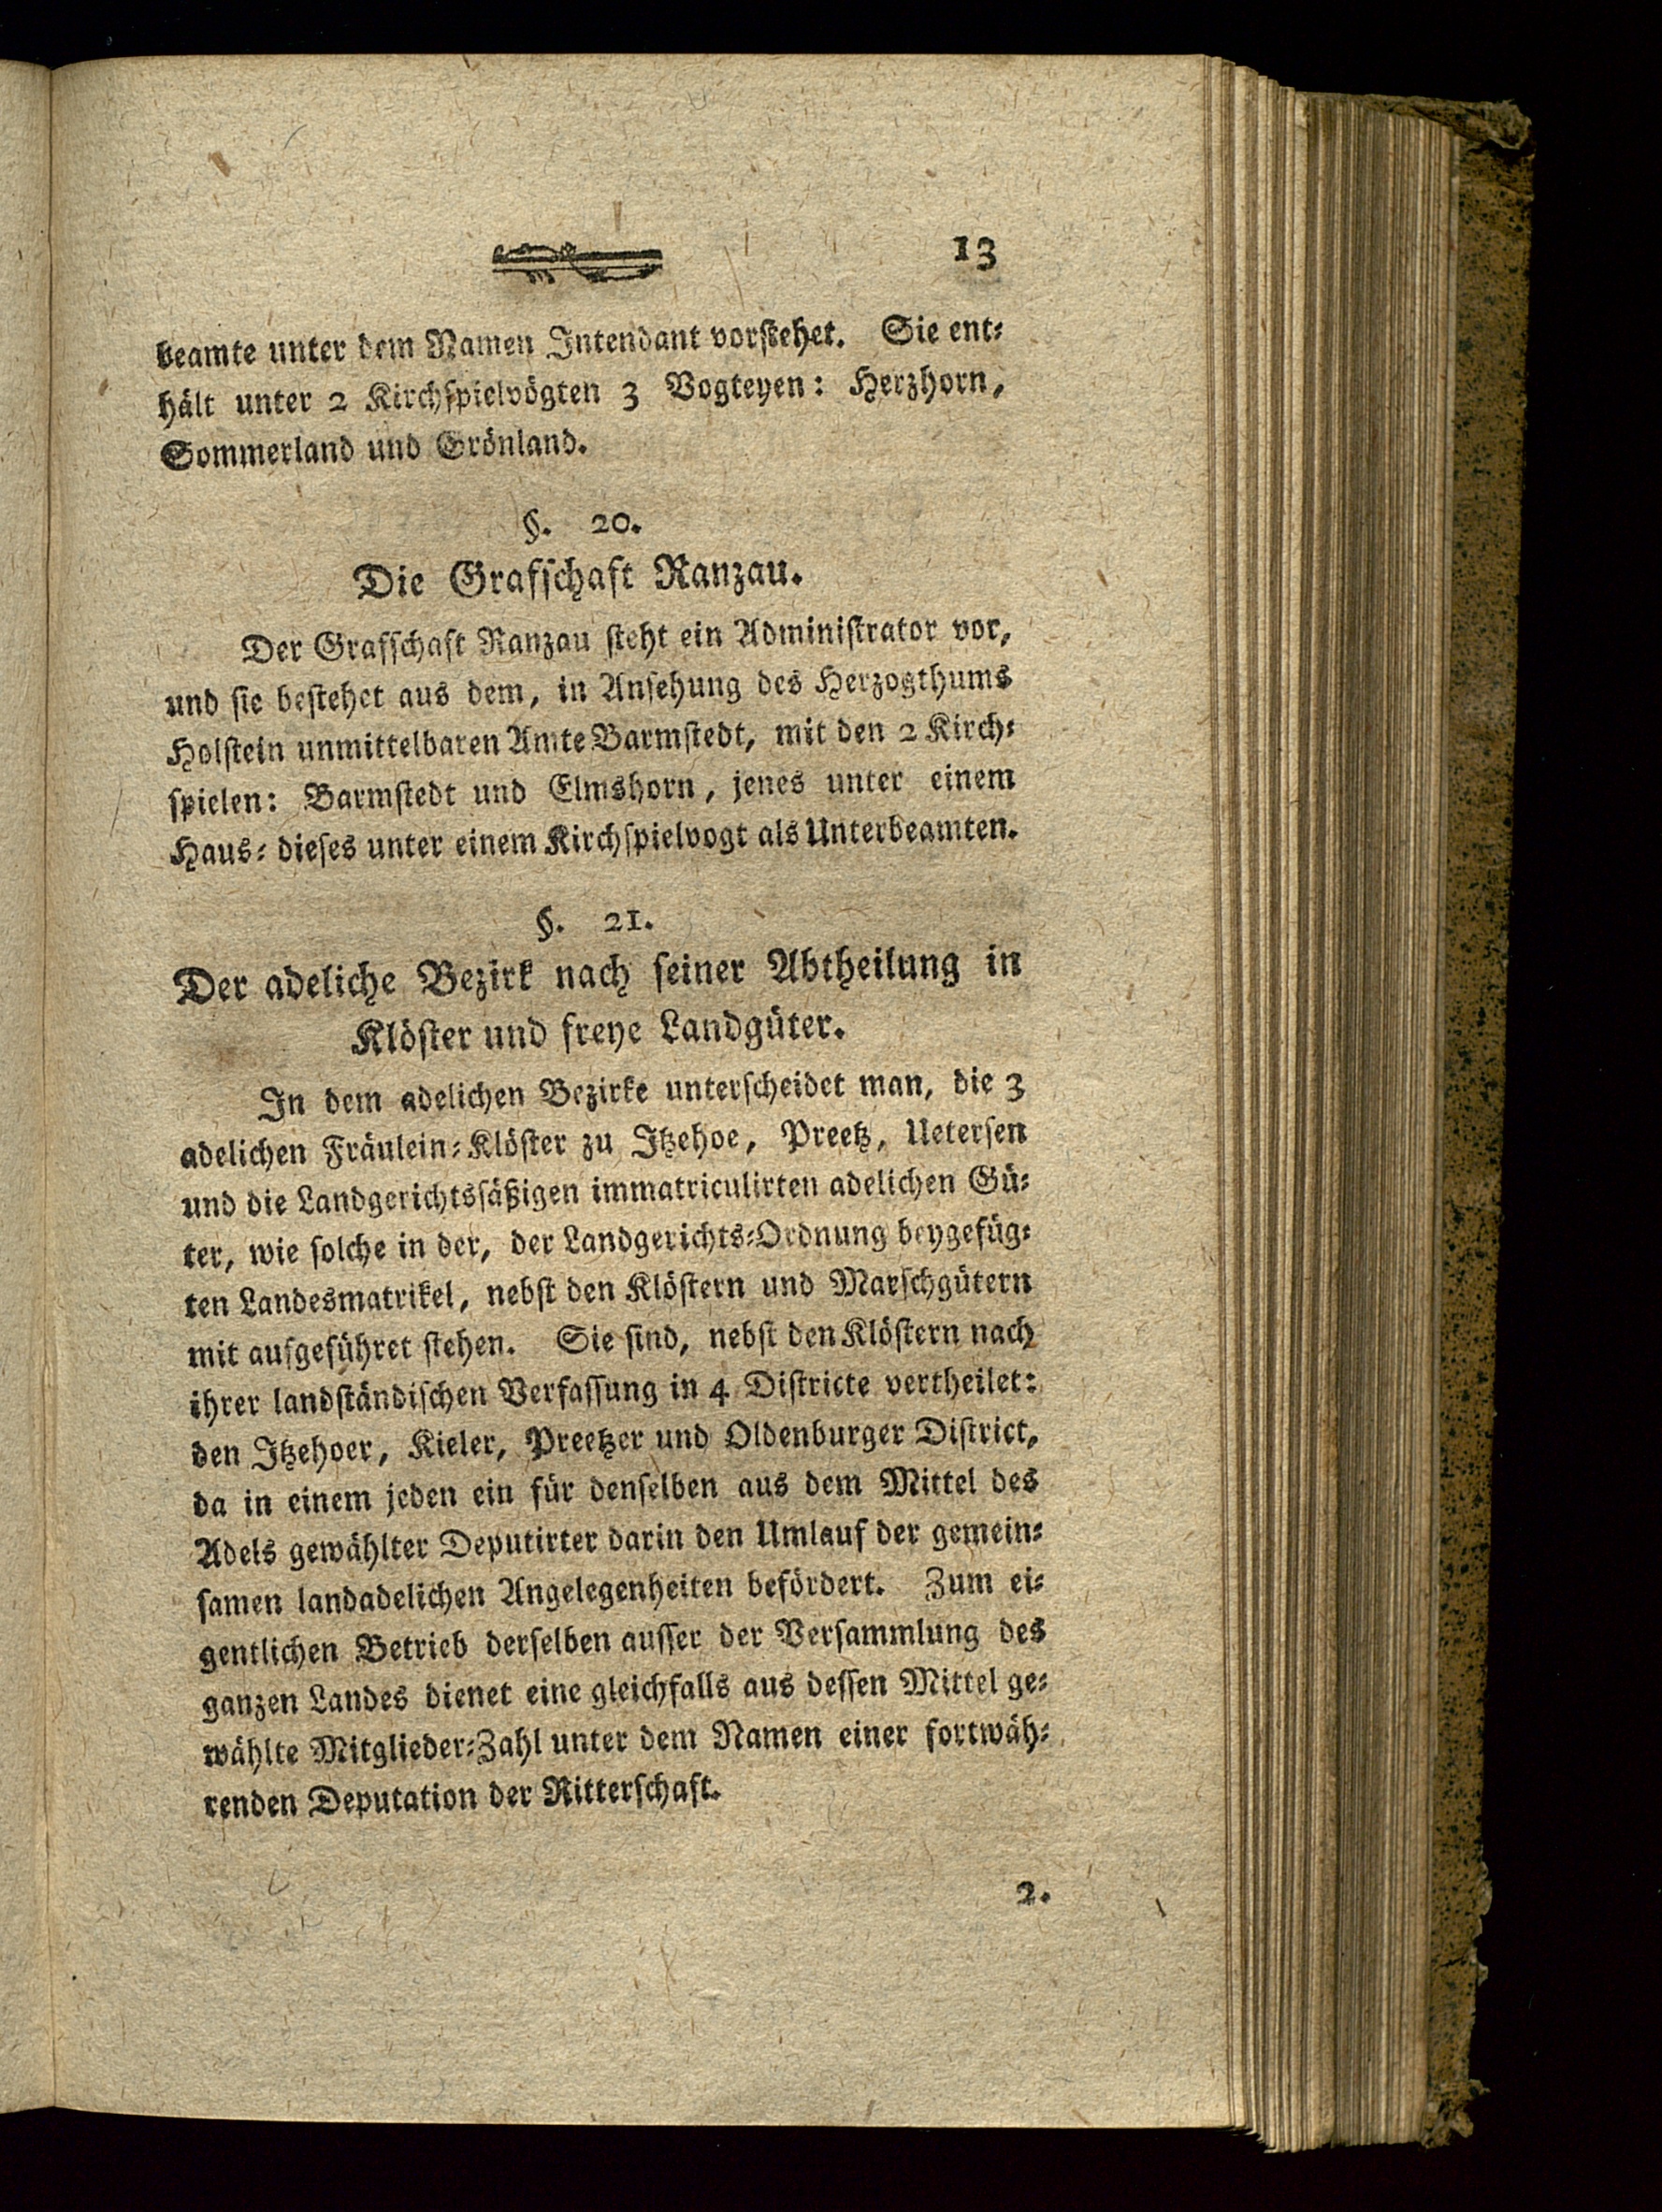 13
beamte unter dem Namen Intendant vorstehet. Sie ent-
hält unter 2 Kirchspielvögten 3 Vogteyen: Herzhorn,
Sommerland und Grönland.
§. 20.
Die Grafschaft Ranzau.
Der Grafschaft Ranzau steht ein Administrator vor,
und sie bestehet aus dem, in Ansehung des Herzogthums
Holstein unmittelbaren Amte Barmstedt, mit den 2 Kirch-
spielen: Barmstedt und Elmshorn, jenes unter einem
Haus- dieses unter einem Kirchspielvogt als Unterbeamten.
§. 21.
Der adeliche Bezirk nach seiner Abtheilung in
Klöster und freye Landgüter.
In dem adelichen Bezirke unterscheidet man, die 3
adelichen Fräulein-Klöster zu Itzehoe, Preetz, Uetersen
und die Landgerichtssäßigen immatriculirten adelichen Gü-
ter, wie solche in der, der Landgerichts-Ordnung beygefüg-
ten Landesmatrikel, nebst den Klöstern und Marschgütern
mit aufgeführet stehen. Sie sind, nebst den Klöstern nach
ihrer landständischen Verfassung in 4 Districte vertheilet:
den Itzehoer, Kieler, Preetzer und Oldenburger District,
da in einem jeden ein für denselben aus dem Mittel des
Adels gewählter Deputirter darin den Umlauf der gemein-
samen landadelichen Angelegenheiten befördert. Zum ei-
gentlichen Betrieb derselben ausser der Versammlung des
ganzen Landes dienet eine gleichfalls aus dessen Mittel ge-
wählte Mitglieder-Zahl unter dem Namen einer fortwäh-
renden Deputation der Ritterschaft.
2.